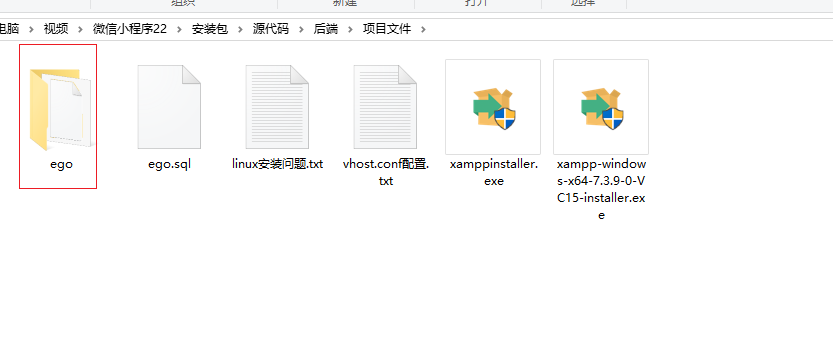 组织 新建 打开 选择
电脑 > 视频 > 微信小程序22 > 安装包 > 源代码 > 后端 > 项目文件 >
ego
ego.sql
linux安装问题.txt
vhost.conf配置.
txt
xamppinstaller.
exe
xampp-window
s-x64-7.3.9-0-V
C15-installer.ex
e